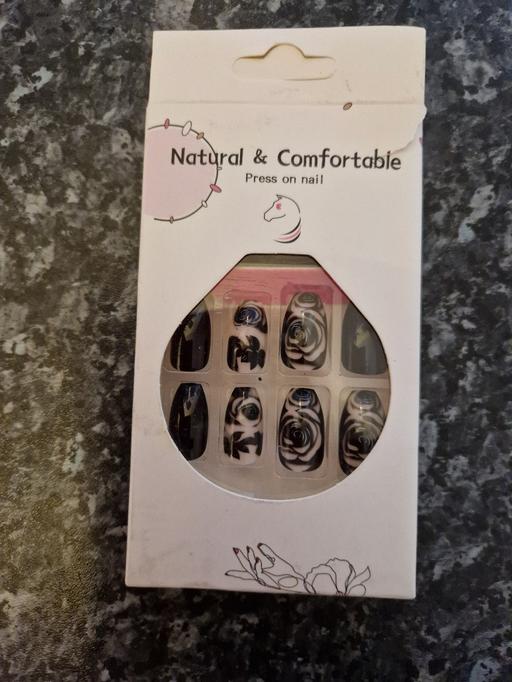 Natural & Comfortable
Press on nail